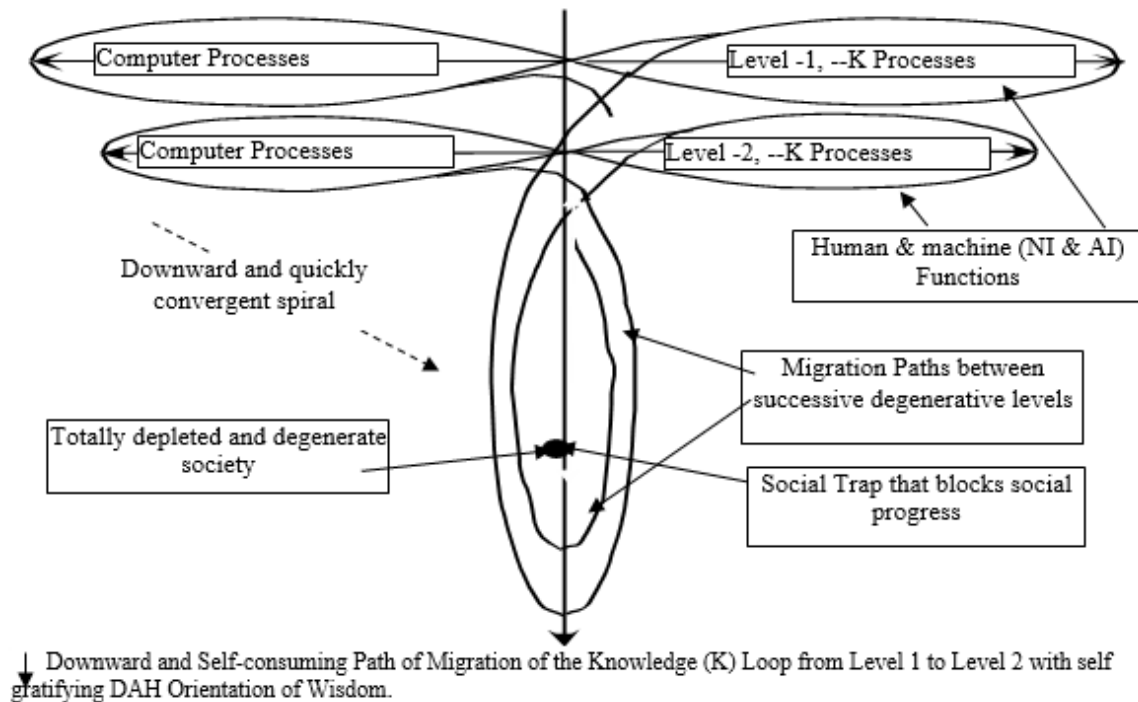 Computer Processes
Level -1, --K Processes
Computer Processes
Level -2, --K Processes
Human & machine (NI & AI)
Functions
Downward and quickly
convergent spiral
Migration Paths between
successive degenerative levels
Totally depleted and degenerate
society
Social Trap that blocks social
progress
Downward and Self-consuming Path of Migration of the Knowledge (K) Loop from Level 1 to Level 2 with self
gratifying DAH Orientation of Wisdom.